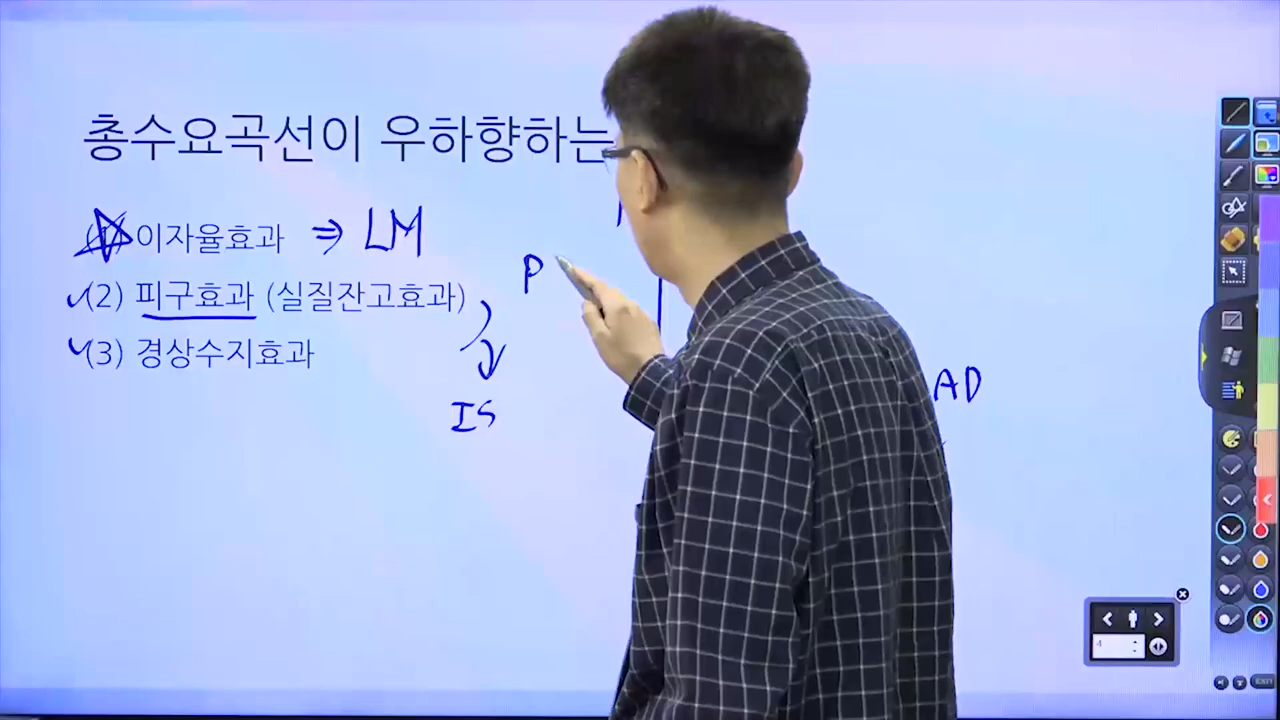 총수요곡선이 우하향하는
(1) 이자율효과 ⇒ LM
P
(2) 피구효과 (실질잔고효과)
(3) 경상수지효과
AD
IS
4
EXIT